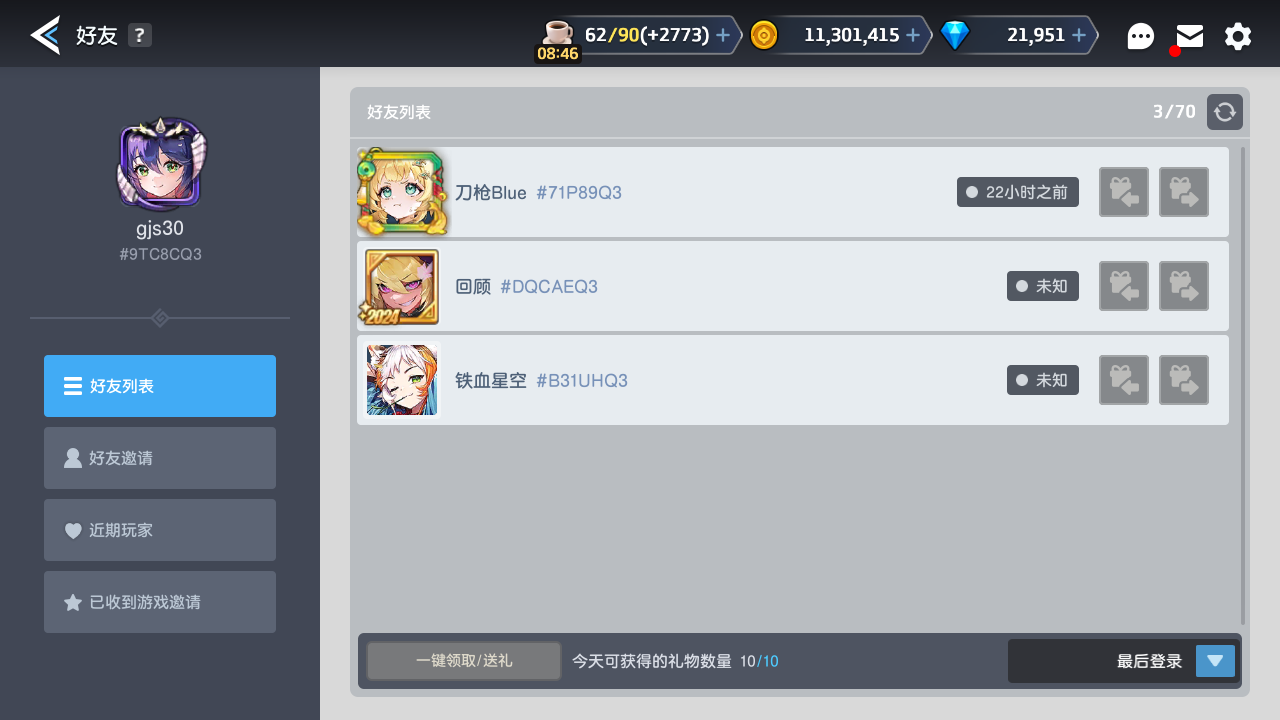 好友 ?
62/90(+2773) +
08:46
11,301,415 +
21,951 +
gjs30
#9TC8CQ3
好友列表
好友邀请
近期玩家
已收到游戏邀请
好友列表
3/70
刀枪Blue #71P89Q3
22小时之前
回顾 #DQCAEQ3
未知
2024
铁血星空 #B31UHQ3
未知
一键领取/送礼
今天可获得的礼物数量 10/10
最后登录